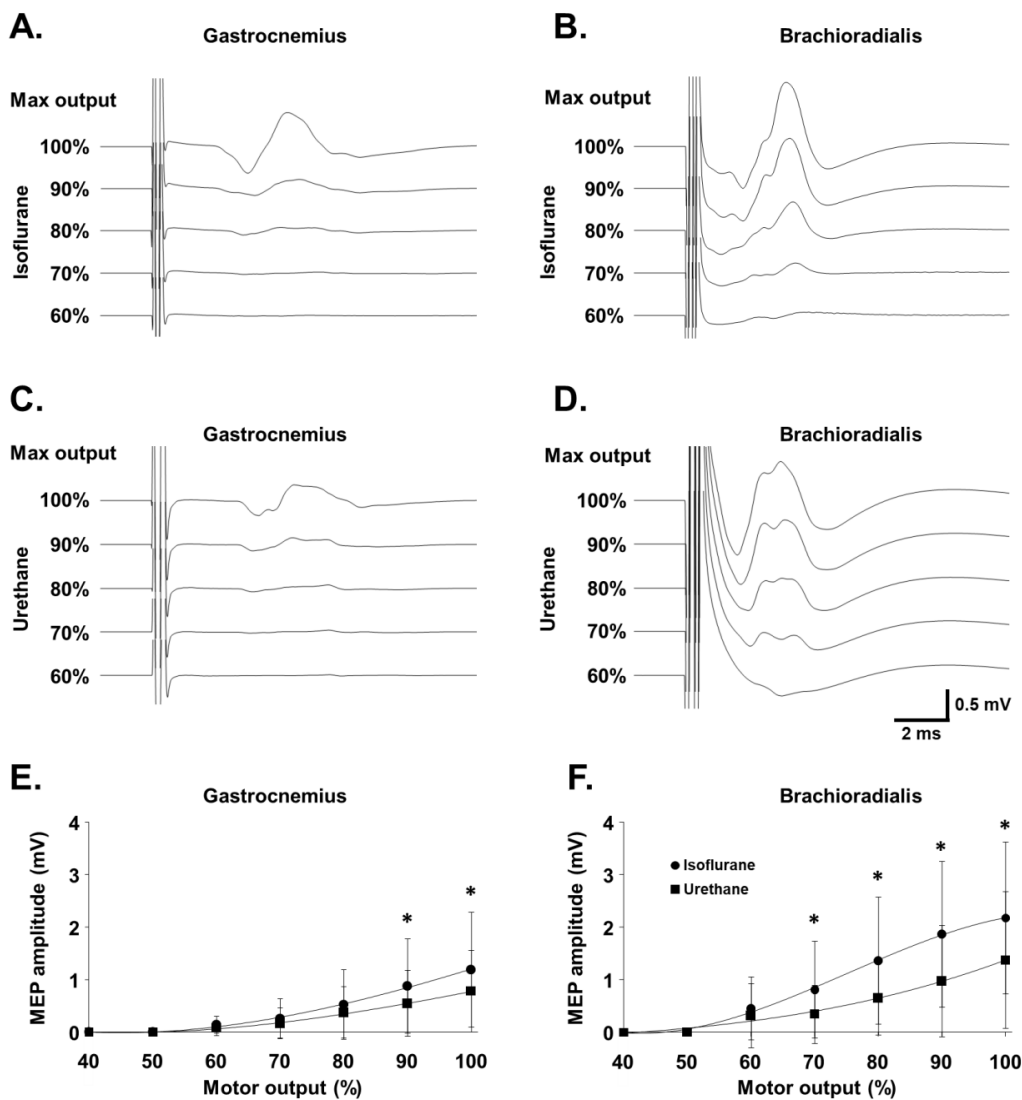 A.
Gastrocnemius
Max output
100%
90%
80%
70%
60%
Isoflurane
B.
Brachioradialis
Max output
100%
90%
80%
70%
60%
Isoflurane
C.
Gastrocnemius
Max output
100%
90%
80%
70%
60%
Urethane
D.
Brachioradialis
Max output
100%
90%
80%
70%
60%
Urethane
0.5 mV
2 ms
E.
Gastrocnemius
MEP amplitude (mV)
4
3
2
1
0
* *
40 50 60 70 80 90 100
Motor output (%)
F.
Brachioradialis
MEP amplitude (mV)
4
3
2
1
0
Isoflurane
Urethane
* * * *
40 50 60 70 80 90 100
Motor output (%)